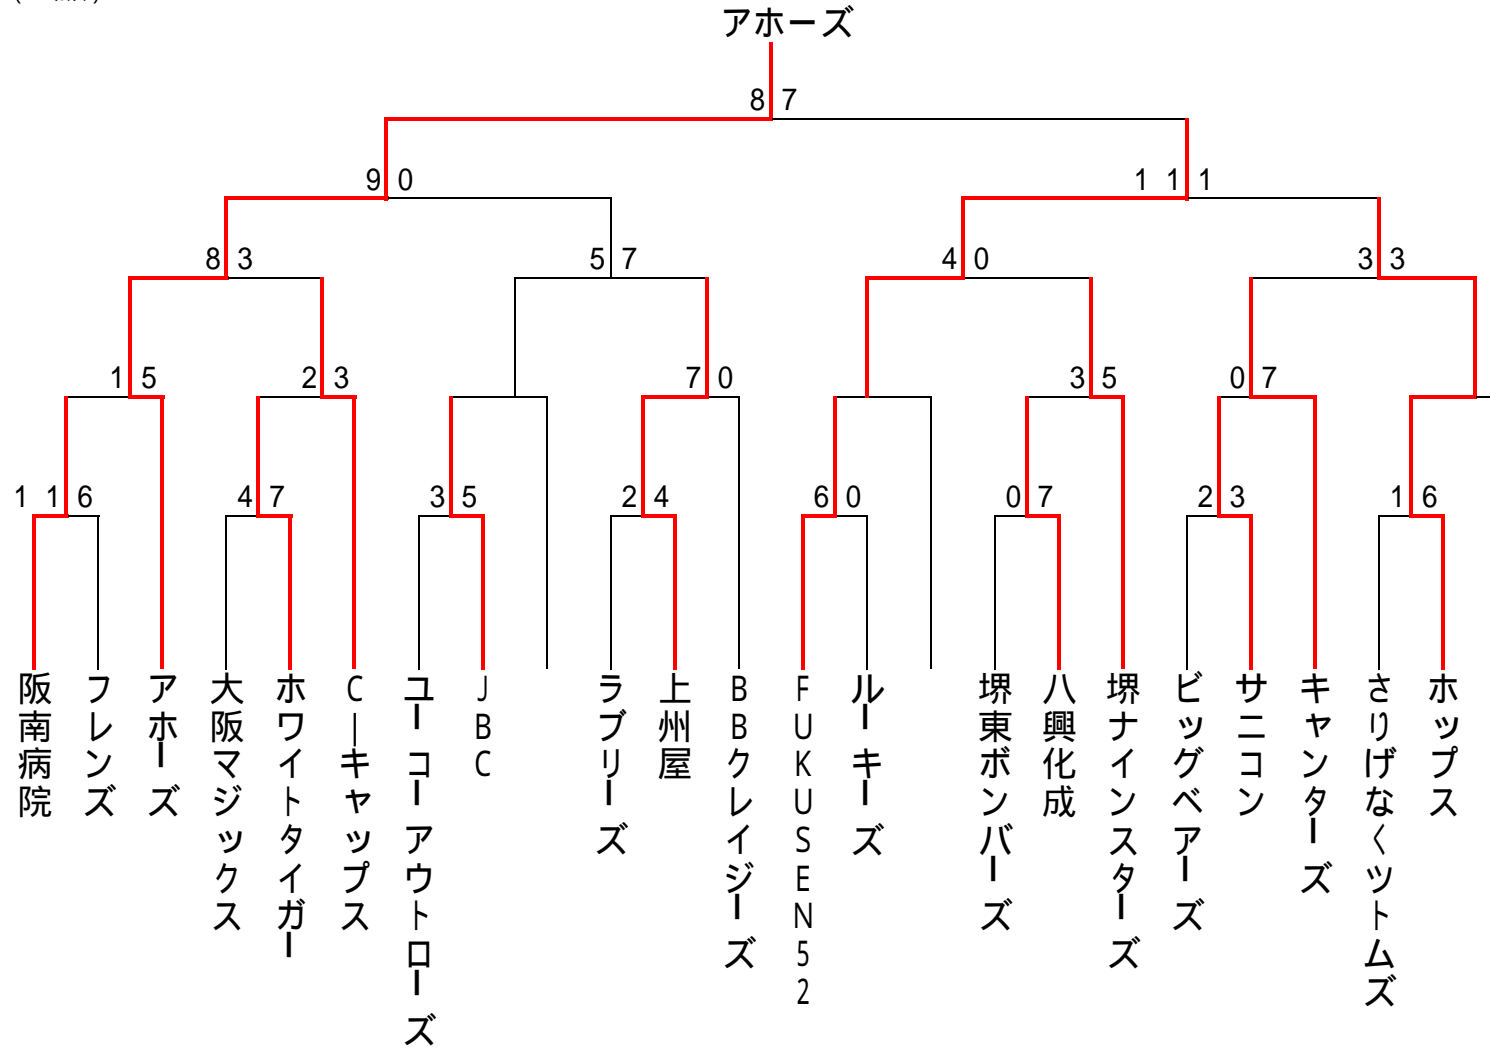 アホーズ
8 7
9 0
1 1 1
8 3
5 7
4 0
3 3
1 5
2 3
7 0
3 5
0 7
1 1 6
4 7
3 5
2 4
6 0
0 7
2 3
1 6
阪南病院
フレンズ
アホーズ
大阪マジックス
ホワイトタイガー
C―キャップス
ユーコーアウトローズ
JBC
ラブリーズ
上州屋
BBクレイジーズ
FUKUSEN52
ルーキーズ
堺東ボンバーズ
八興化成
堺ナインスターズ
ビッグベアーズ
サニコン
キャンターズ
さりげなくツトムズ
ホップス